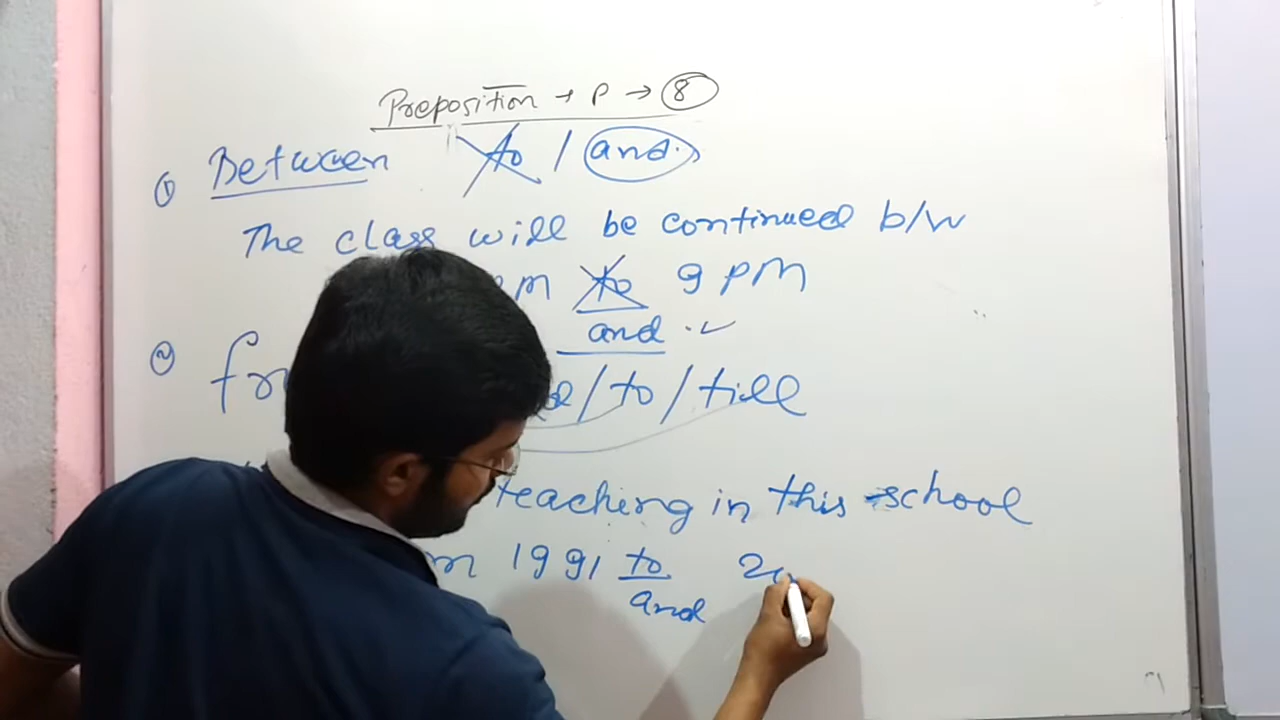 Preposition + P → 8
1 Between to / and
The class will be continued b/w
pm to 9 PM
and
2 / to / till
teaching in this school
1991 to
and